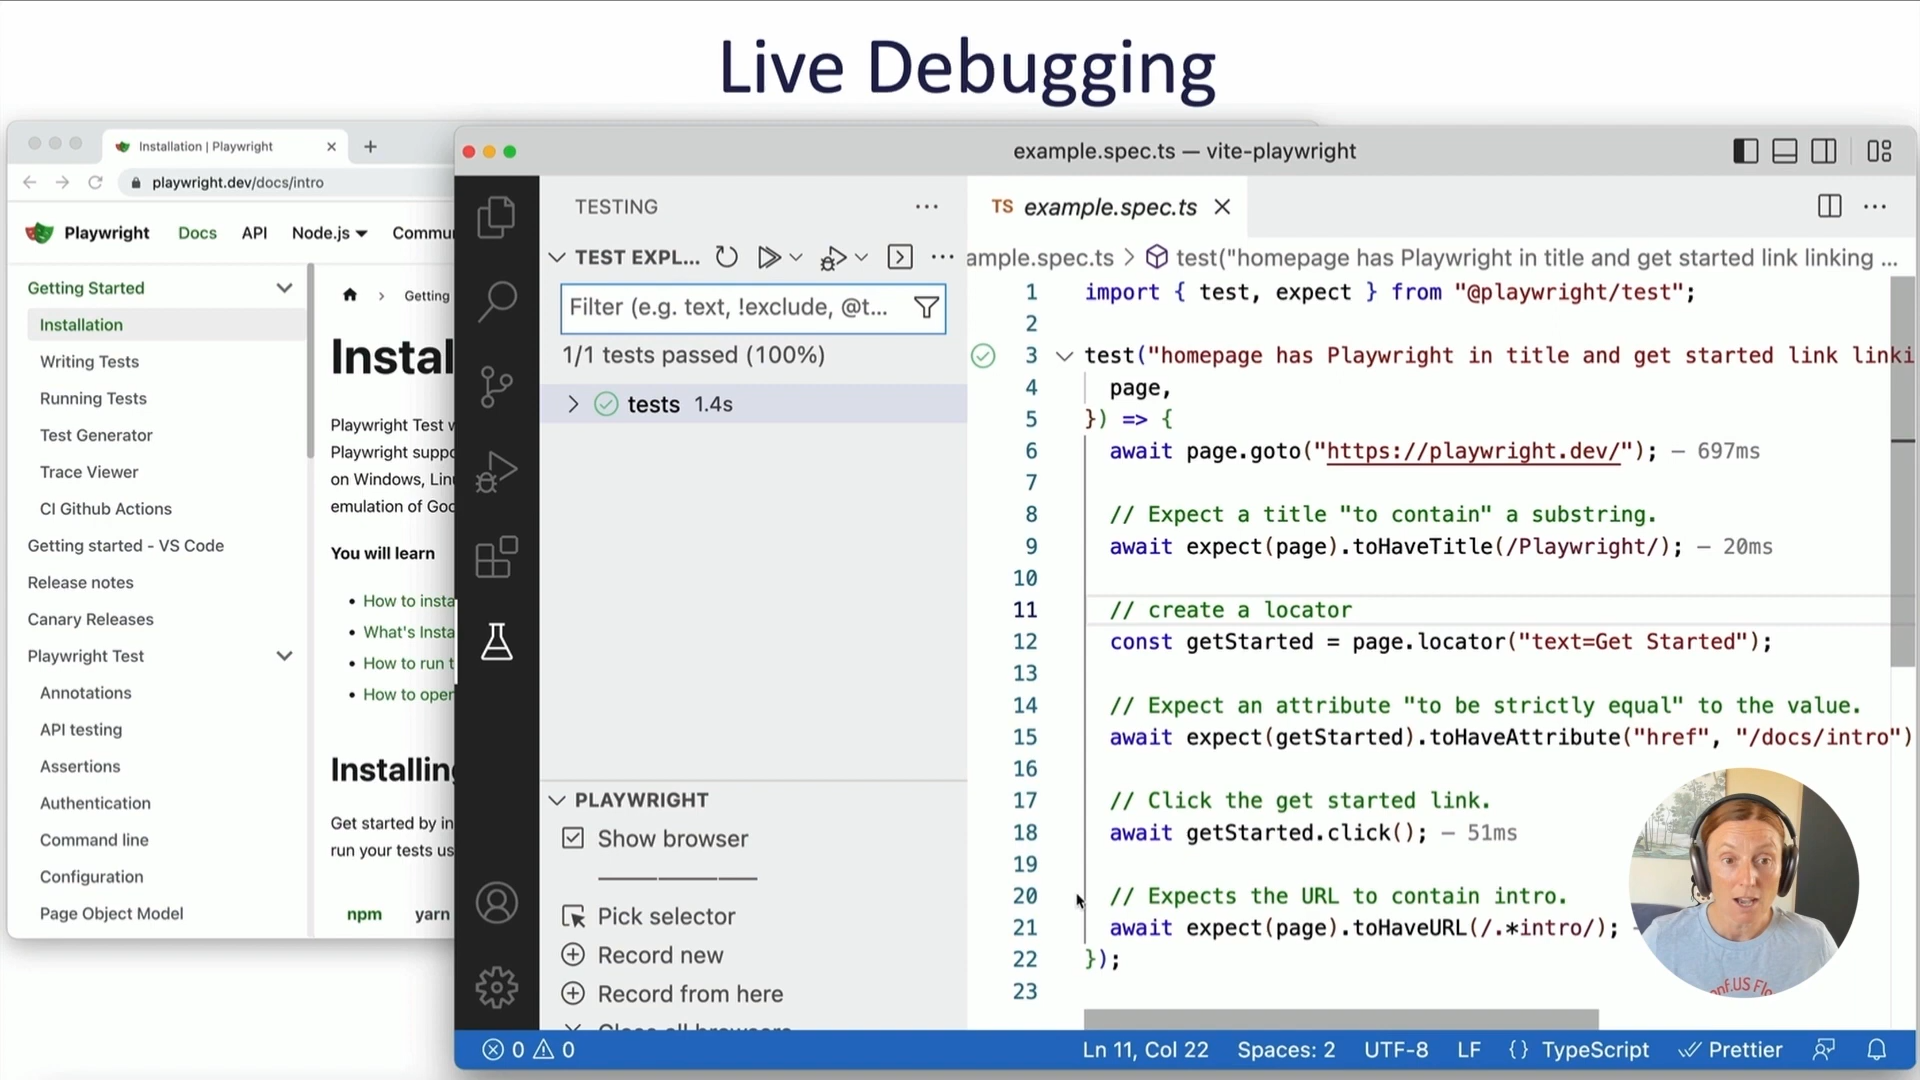 Live Debugging
Installation | Playwright
playwright.dev/docs/intro
Playwright Docs API Node.js
Getting Started
Installation
Writing Tests
Running Tests
Test Generator
Trace Viewer
CI Github Actions
Getting started - VS Code
Release notes
Canary Releases
Playwright Test
Annotations
API testing
Assertions
Authentication
Command line
Configuration
Page Object Model
Getting
Instal
Playwright Test
Playwright
on Windows,
emulation of
You will learn
How to
What's
How to run
How to
Installing
Get started by
run your tests
npm yarn
example.spec.ts — vite-playwright
TESTING
TEST EXPL...
Filter (e.g. text, !exclude, @t...
1/1 tests passed (100%)
tests 1.4s
PLAYWRIGHT
Show browser
Pick selector
Record new
Record from here
Close all browsers
TS example.spec.ts
ample.spec.ts > test("homepage has Playwright in title and get started link linking ...
1 import { test, expect } from "@playwright/test";
2
3 test("homepage has Playwright in title and get started link linki
4 page,
5 }) => {
6 await page.goto("https://playwright.dev/"); — 697ms
7
8 // Expect a title "to contain" a substring.
9 await expect(page).toHaveTitle(/Playwright/); — 20ms
10
11 // create a locator
12 const getStarted = page.locator("text=Get Started");
13
14 // Expect an attribute "to be strictly equal" to the value.
15 await expect(getStarted).toHaveAttribute("href", "/docs/intro")
16
17 // Click the get started link.
18 await getStarted.click(); — 51ms
19
20 // Expects the URL to contain intro.
21 await expect(page).toHaveURL(/.*intro/);
22 });
23
0 0
Ln 11, Col 22 Spaces: 2 UTF-8 LF {} TypeScript Prettier